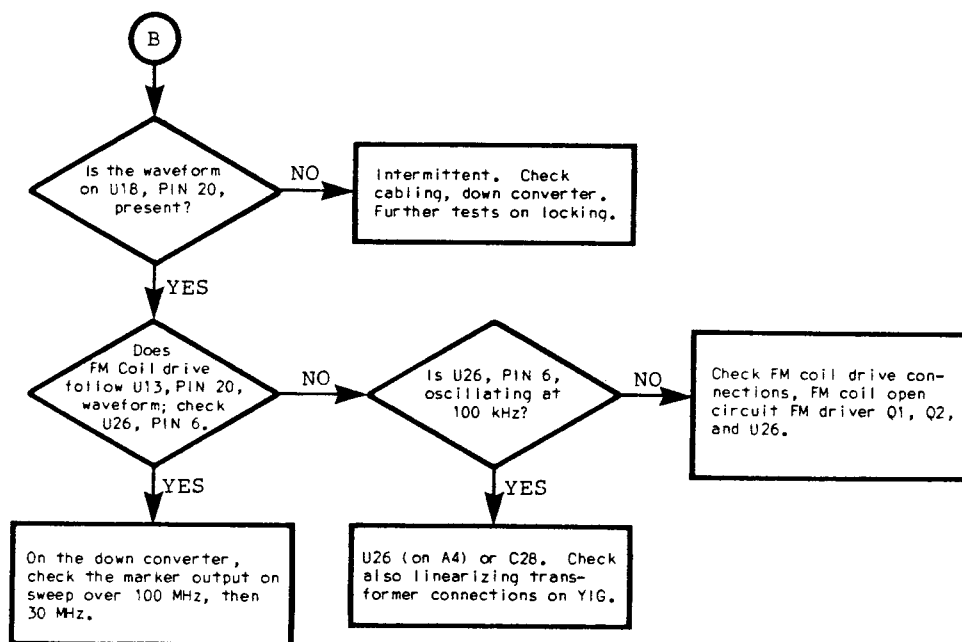 B
Is the waveform
on U18, PIN 20,
present?
NO
Intermittent. Check
cabling, down converter.
Further tests on locking.
YES
Does
FM Coil drive
follow U13, PIN 20,
waveform; check
U26, PIN 6.
NO
Is U26, PIN 6,
oscillating at
100 kHz?
NO
Check FM coil drive con-
nections, FM coil open
circuit FM driver Q1, Q2,
and U26.
YES
On the down converter,
check the marker output on
sweep over 100 MHz, then
30 MHz.
YES
U26 (on A4) or C28. Check
also linearizing trans-
former connections on YIG.